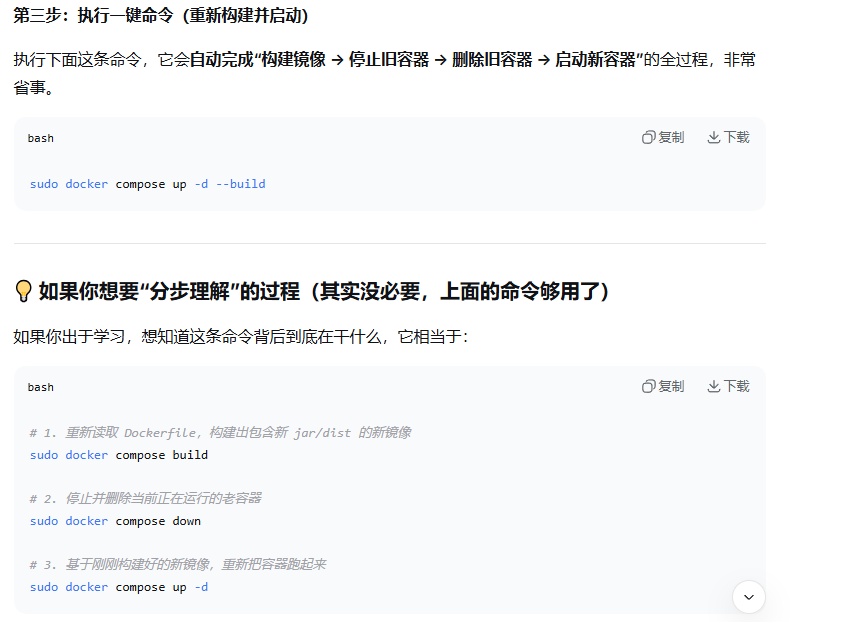 第三步：执行一键命令（重新构建并启动）
执行下面这条命令，它会自动完成“构建镜像 → 停止旧容器 → 删除旧容器 → 启动新容器”的全过程，非常
省事。
bash
复制
下载
sudo docker compose up -d --build
💡 如果你想要“分步理解”的过程（其实没必要，上面的命令够用了）
如果你出于学习，想知道这条命令背后到底在干什么，它相当于：
bash
复制
下载
# 1. 重新读取 Dockerfile，构建出包含新 jar/dist 的新镜像
sudo docker compose build
# 2. 停止并删除当前正在运行的老容器
sudo docker compose down
# 3. 基于刚刚构建好的新镜像，重新把容器跑起来
sudo docker compose up -d